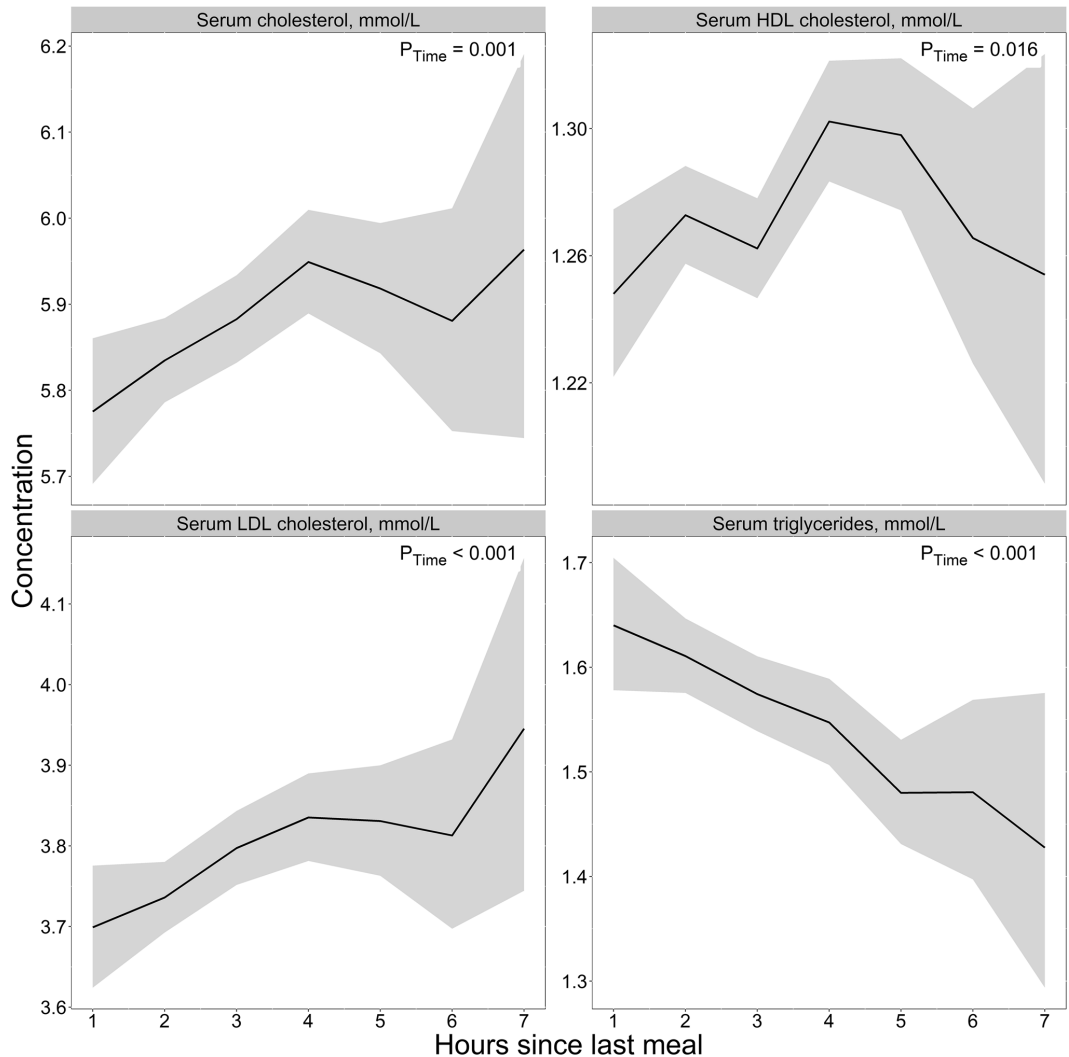 Serum cholesterol, mmol/L
P_Time = 0.001
6.2
6.1
6.0
5.9
5.8
5.7
Serum HDL cholesterol, mmol/L
P_Time = 0.016
1.30
1.26
1.22
Concentration
Serum LDL cholesterol, mmol/L
P_Time < 0.001
4.1
4.0
3.9
3.8
3.7
3.6
1 2 3 4 5 6 7
Serum triglycerides, mmol/L
P_Time < 0.001
1.7
1.6
1.5
1.4
1.3
1 2 3 4 5 6 7
Hours since last meal